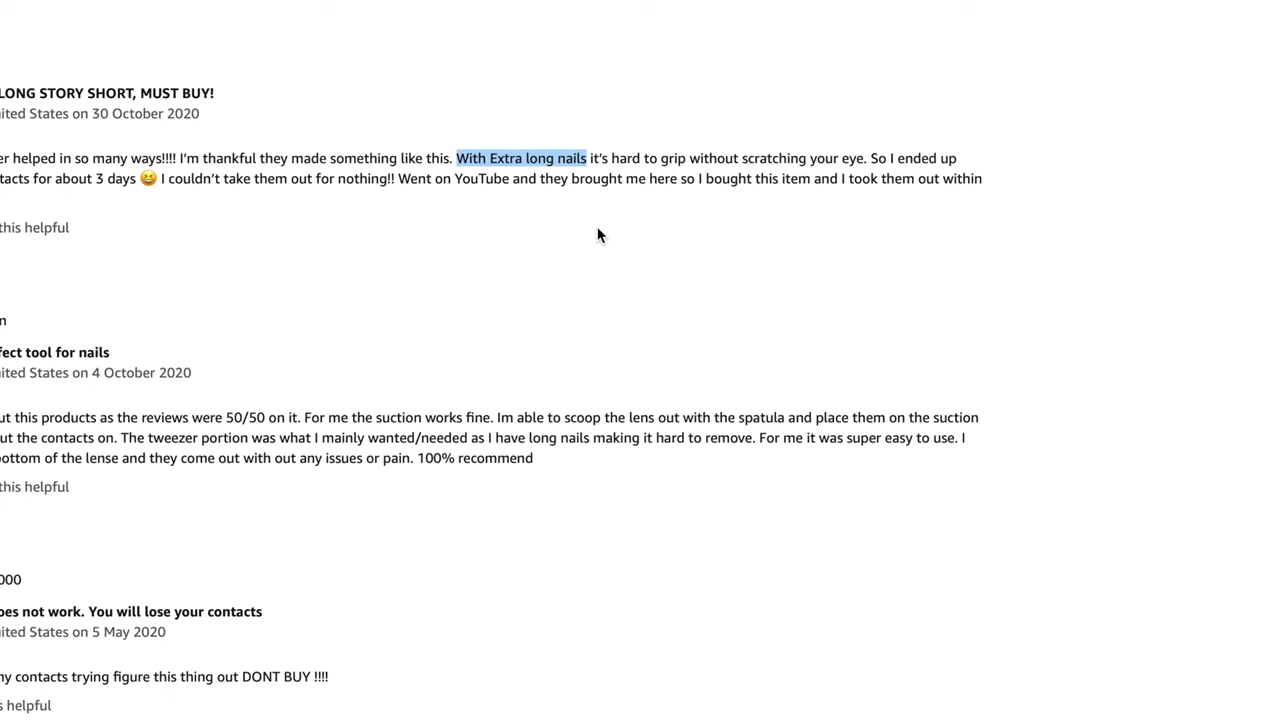 LONG STORY SHORT, MUST BUY!
ited States on 30 October 2020
er helped in so many ways!!!! I'm thankful they made something like this. With Extra long nails it's hard to grip without scratching your eye. So I ended up
tacts for about 3 days 😆 I couldn't take them out for nothing!! Went on YouTube and they brought me here so I bought this item and I took them out within
this helpful
n
fect tool for nails
ited States on 4 October 2020
ut this products as the reviews were 50/50 on it. For me the suction works fine. Im able to scoop the lens out with the spatula and place them on the suction
ut the contacts on. The tweezer portion was what I mainly wanted/needed as I have long nails making it hard to remove. For me it was super easy to use. I
bottom of the lense and they come out with out any issues or pain. 100% recommend
this helpful
000
oes not work. You will lose your contacts
ited States on 5 May 2020
ny contacts trying figure this thing out DONT BUY !!!!
s helpful